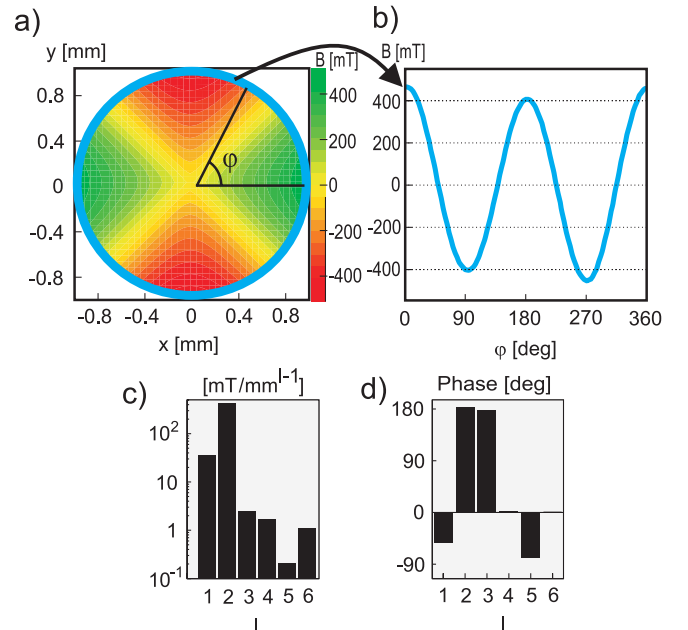 a)
y [mm]
B [mT]
0.8
0.4
0
-0.4
-0.8
400
200
0
-200
-400
φ
-0.8 -0.4 0 0.4 0.8
x [mm]
b)
B [mT]
400
200
0
-200
-400
0 90 180 270 360
φ [deg]
c)
[mT/mm^l-1]
10^2
10
1
10^-1
1 2 3 4 5 6
l
d)
Phase [deg]
180
90
0
-90
1 2 3 4 5 6
l